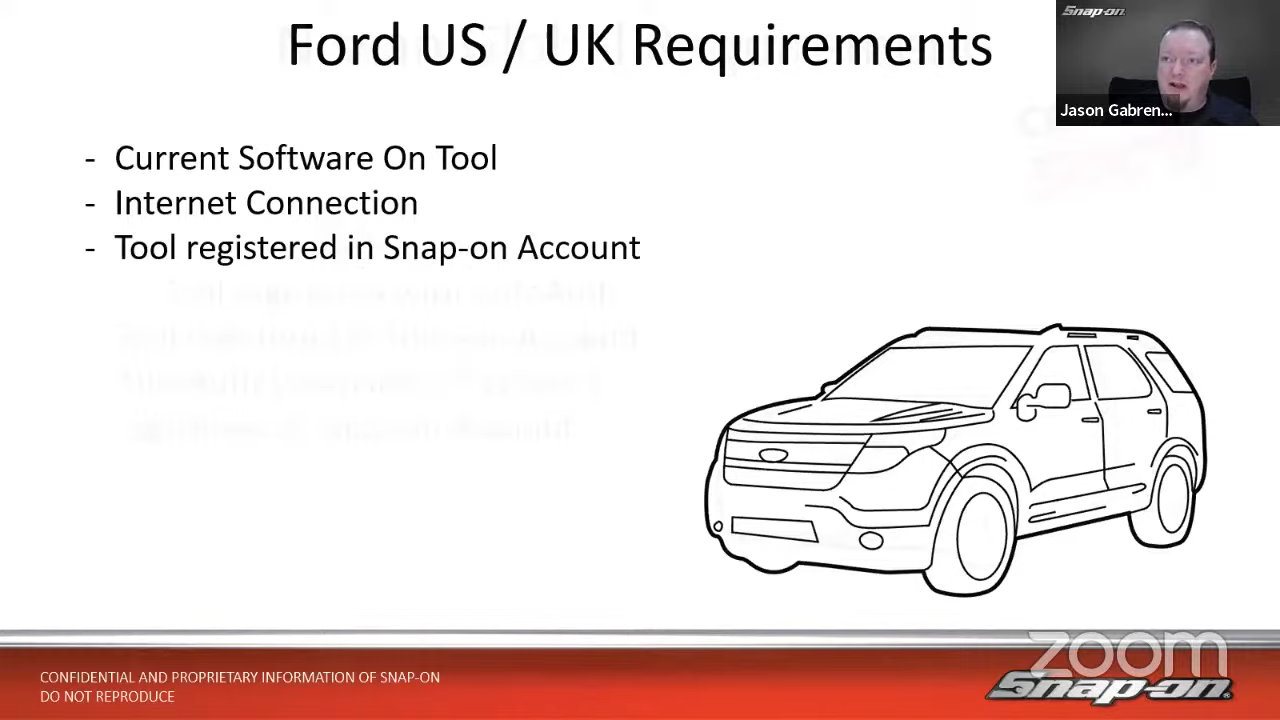 Ford US / UK Requirements
Snap-on
Jason Gabren...
- Current Software On Tool
- Internet Connection
- Tool registered in Snap-on Account
CONFIDENTIAL AND PROPRIETARY INFORMATION OF SNAP-ON
DO NOT REPRODUCE
zoom
Snap-on